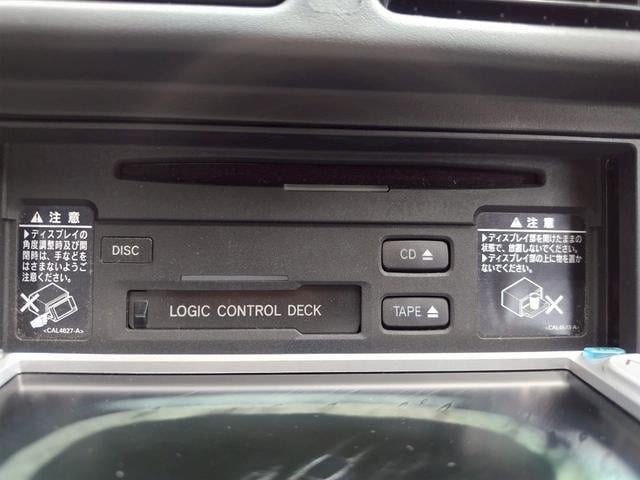 ⚠注意
▶ディスプレイの
角度調整時及び開
閉時は、手などを
はさまないようご
注意ください。
<CAL4627-A>
DISC
LOGIC CONTROL DECK
CD ⏏
TAPE ⏏
⚠注意
▶ディスプレイ部を開けたままの
状態で、放置しないでください。
▶ディスプレイ部の上に物を置か
ないでください。